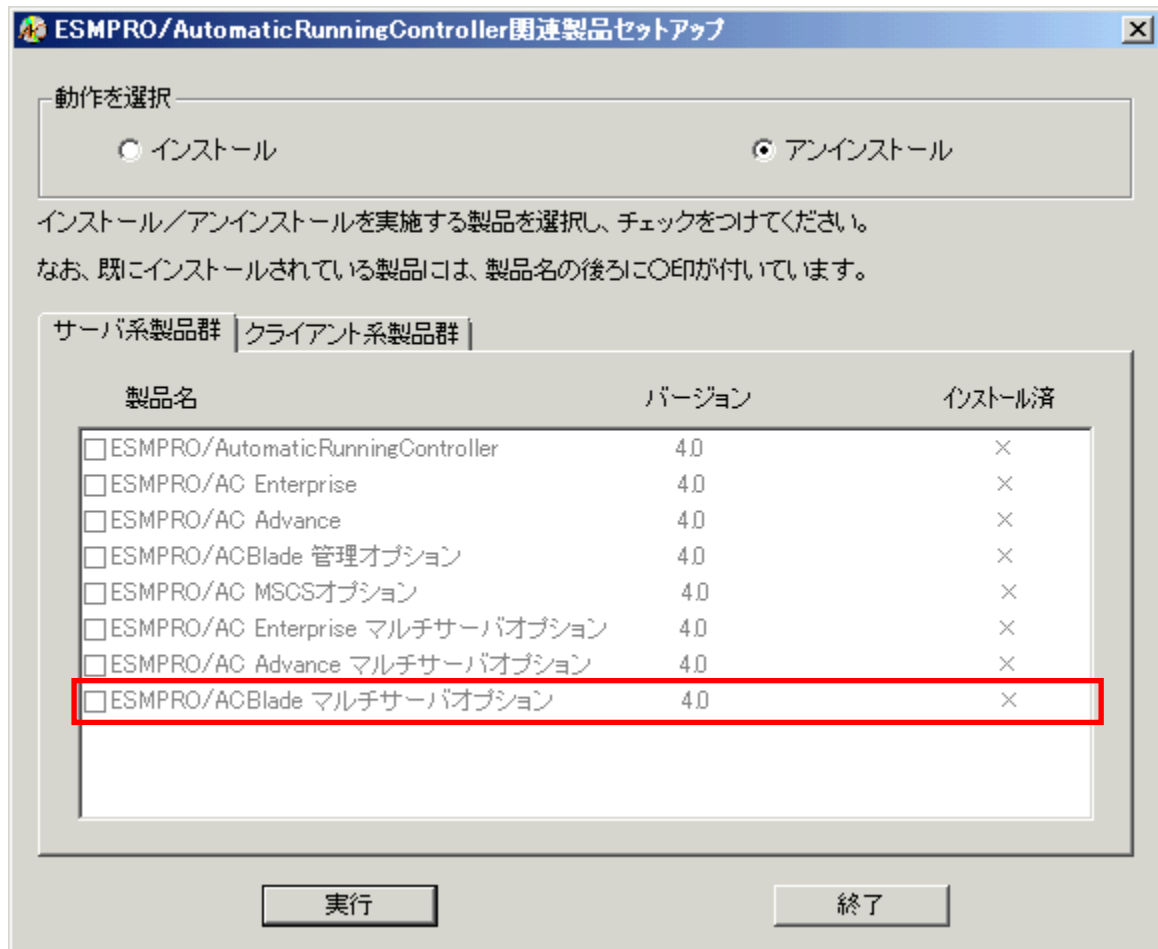 ESMPRO/AutomaticRunningController関連製品セットアップ
動作を選択
インストール アンインストール
インストール／アンインストールを実施する製品を選択し、チェックをつけてください。
なお、既にインストールされている製品には、製品名の後ろに〇印が付いています。
サーバ系製品群 クライアント系製品群
製品名 バージョン インストール済
ESMPRO/AutomaticRunningController 4.0 ×
ESMPRO/AC Enterprise 4.0 ×
ESMPRO/AC Advance 4.0 ×
ESMPRO/ACBlade 管理オプション 4.0 ×
ESMPRO/AC MSCSオプション 4.0 ×
ESMPRO/AC Enterprise マルチサーバオプション 4.0 ×
ESMPRO/AC Advance マルチサーバオプション 4.0 ×
ESMPRO/ACBlade マルチサーバオプション 4.0 ×
実行 終了